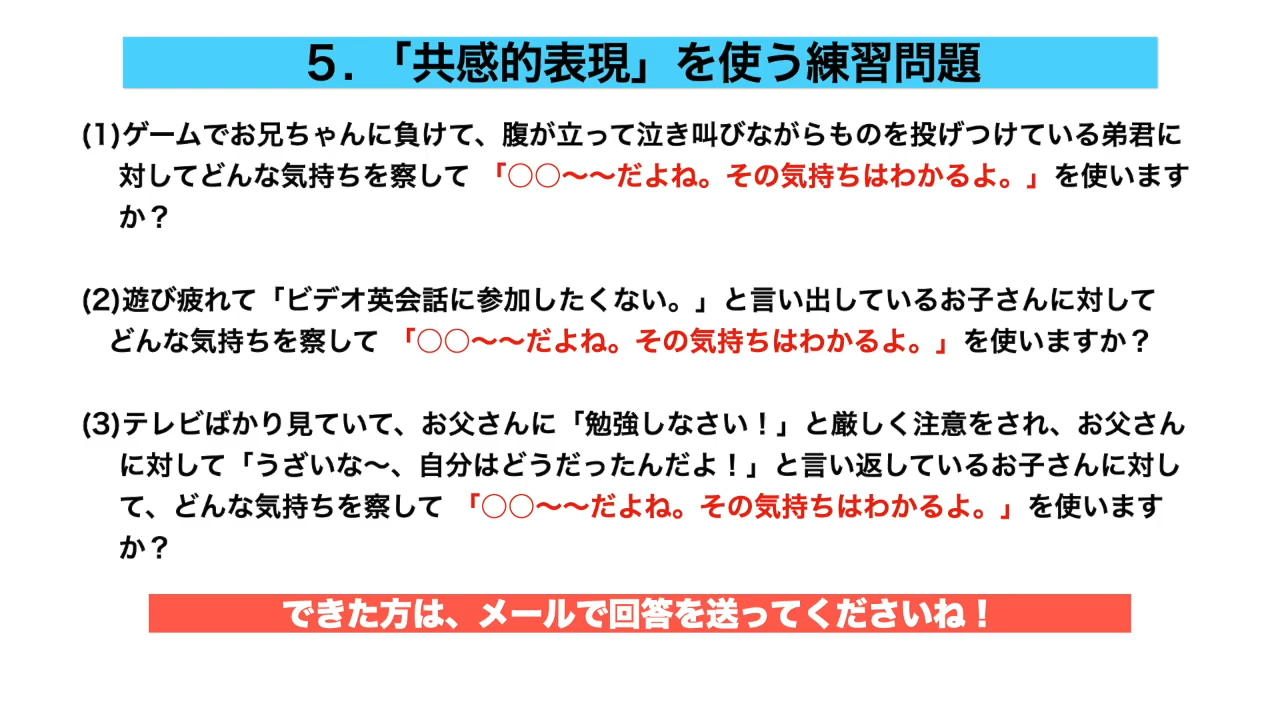 ５．「共感的表現」を使う練習問題
(1)ゲームでお兄ちゃんに負けて、腹が立って泣き叫びながらものを投げつけている弟君に
対してどんな気持ちを察して 「○○〜〜だよね。その気持ちはわかるよ。」を使います
か？
(2)遊び疲れて「ビデオ英会話に参加したくない。」と言い出しているお子さんに対して
どんな気持ちを察して 「○○〜〜だよね。その気持ちはわかるよ。」を使いますか？
(3)テレビばかり見ていて、お父さんに「勉強しなさい！」と厳しく注意をされ、お父さん
に対して「うざいな〜、自分はどうだったんだよ！」と言い返しているお子さんに対し
て、どんな気持ちを察して 「○○〜〜だよね。その気持ちはわかるよ。」を使います
か？
できた方は、メールで回答を送ってくださいね！